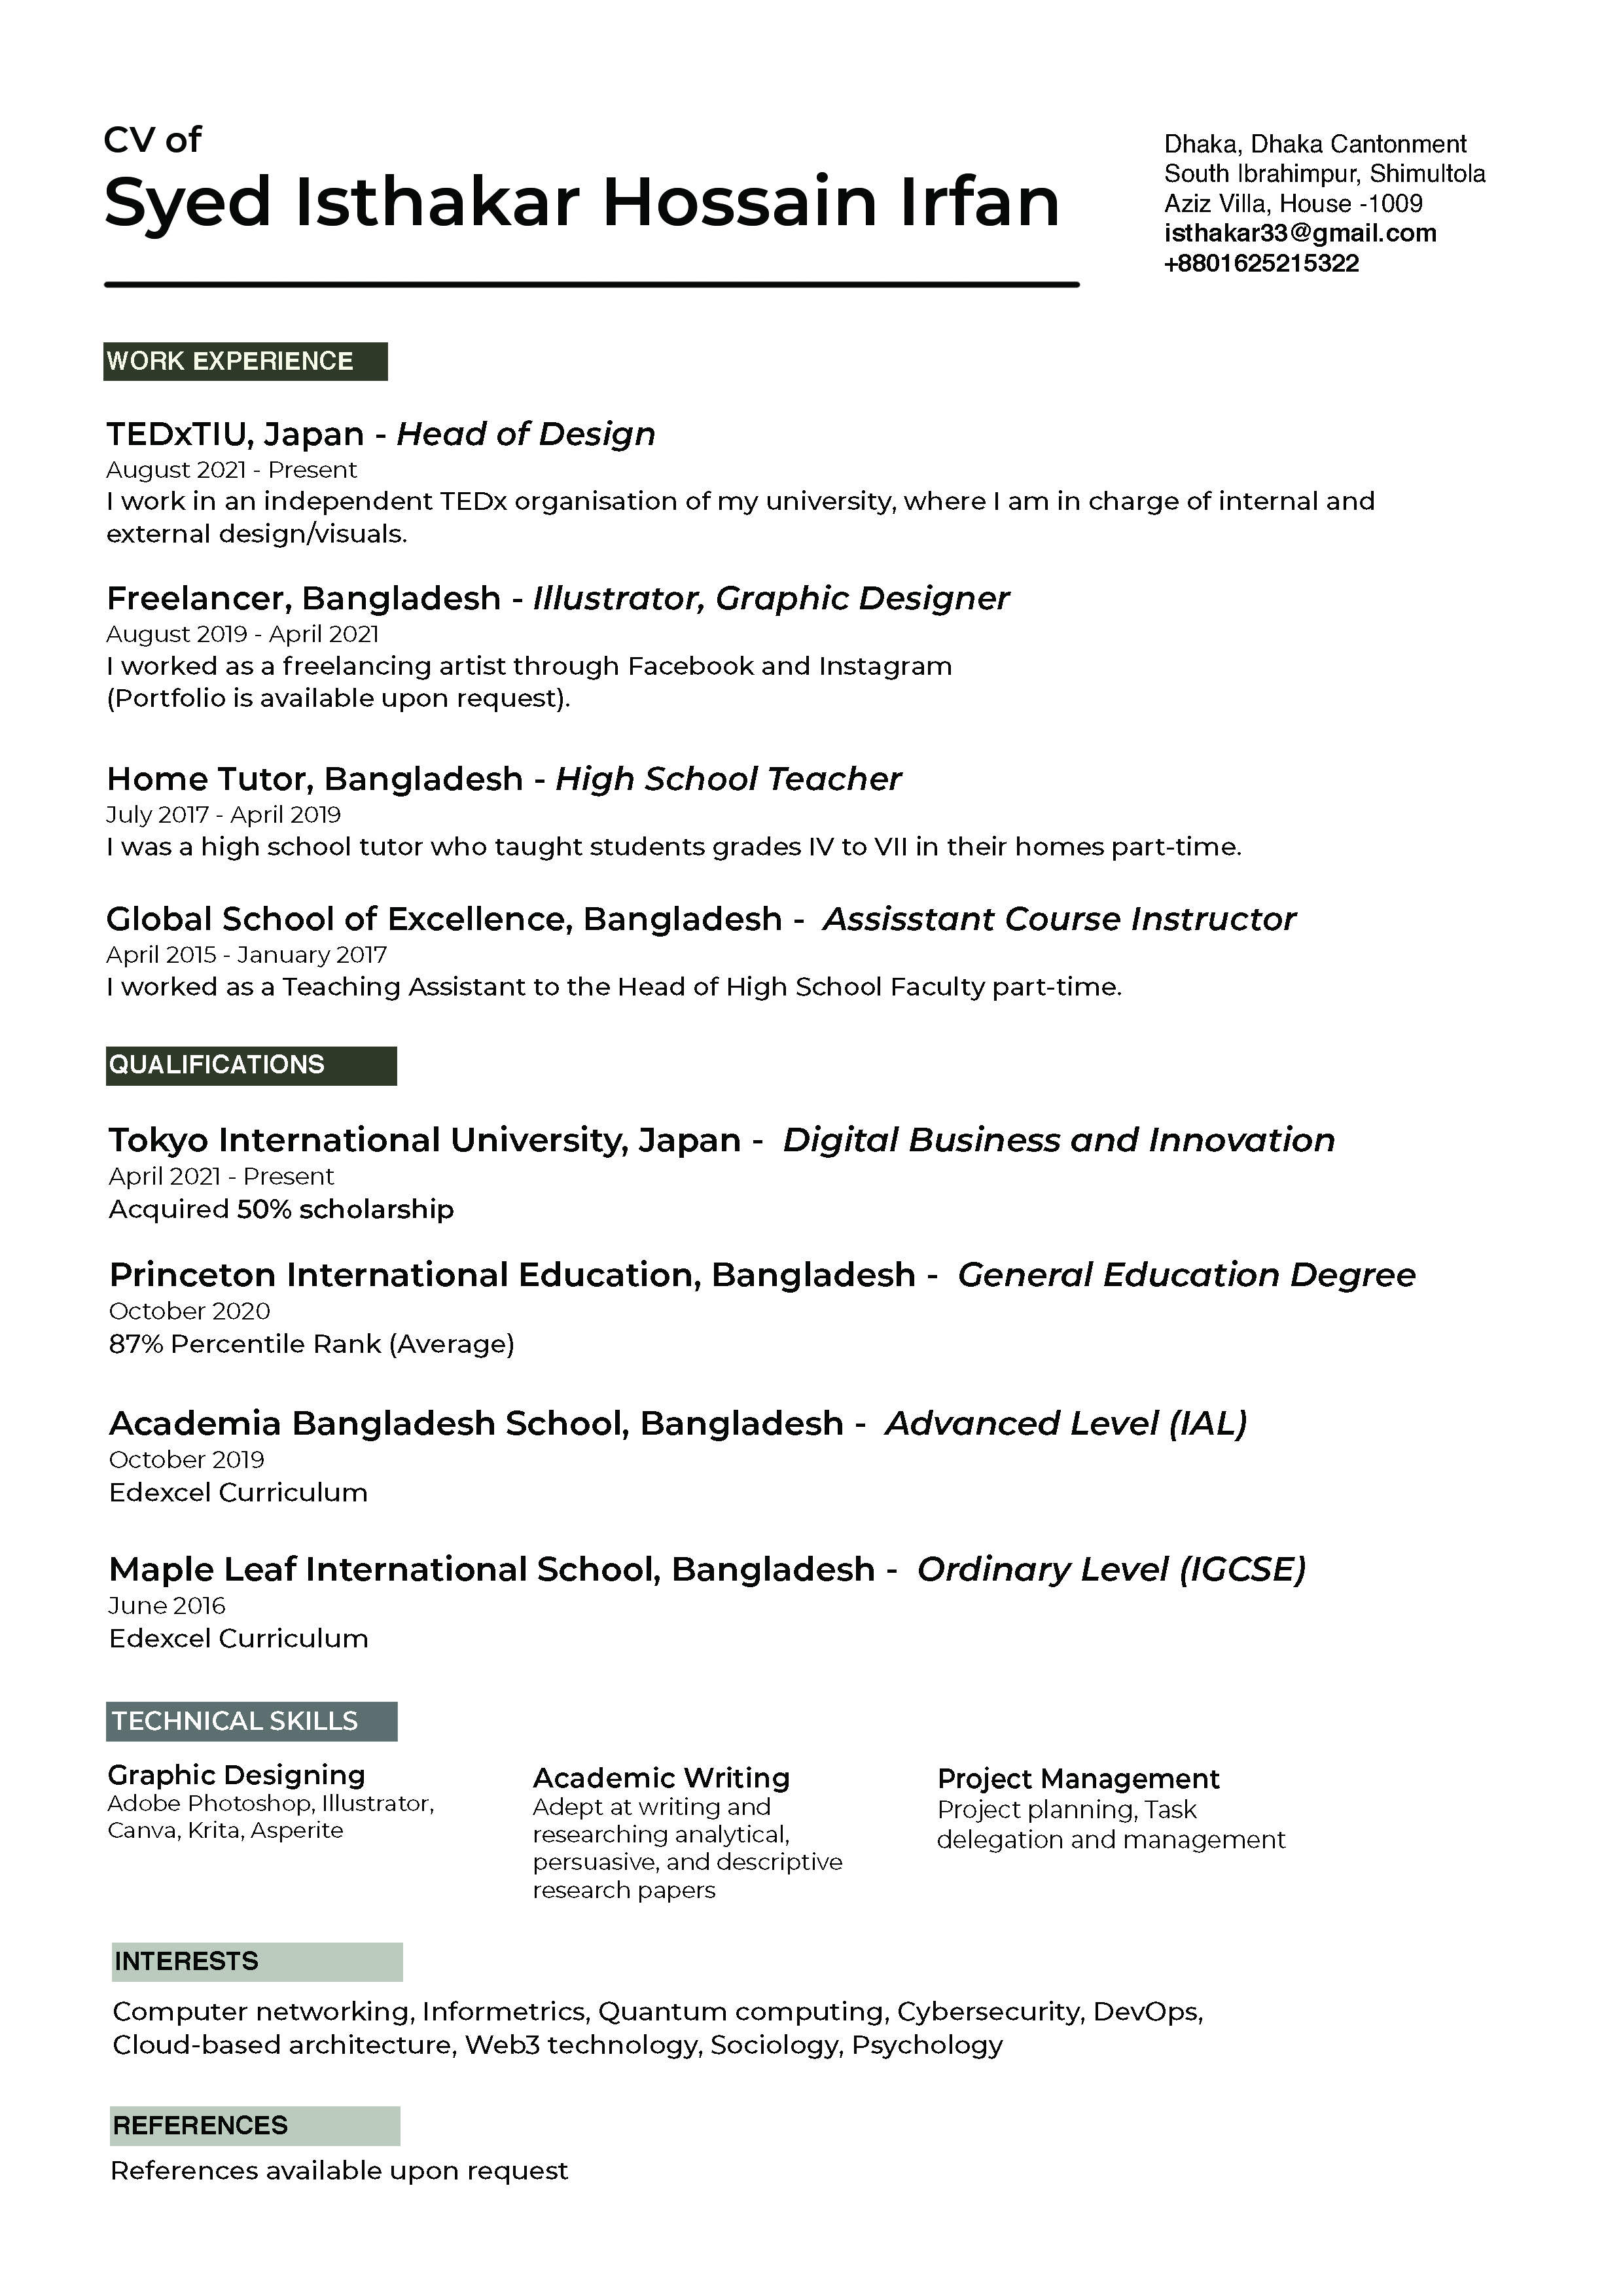 CV of
Syed Isthakar Hossain Irfan
Dhaka, Dhaka Cantonment
South Ibrahimpur, Shimultola
Aziz Villa, House -1009
isthakar33@gmail.com
+8801625215322
WORK EXPERIENCE
TEDxTIU, Japan - Head of Design
August 2021 - Present
I work in an independent TEDx organisation of my university, where I am in charge of internal and
external design/visuals.
Freelancer, Bangladesh - Illustrator, Graphic Designer
August 2019 - April 2021
I worked as a freelancing artist through Facebook and Instagram
(Portfolio is available upon request).
Home Tutor, Bangladesh - High School Teacher
July 2017 - April 2019
I was a high school tutor who taught students grades IV to VII in their homes part-time.
Global School of Excellence, Bangladesh - Assisstant Course Instructor
April 2015 - January 2017
I worked as a Teaching Assistant to the Head of High School Faculty part-time.
QUALIFICATIONS
Tokyo International University, Japan - Digital Business and Innovation
April 2021 - Present
Acquired 50% scholarship
Princeton International Education, Bangladesh - General Education Degree
October 2020
87% Percentile Rank (Average)
Academia Bangladesh School, Bangladesh - Advanced Level (IAL)
October 2019
Edexcel Curriculum
Maple Leaf International School, Bangladesh - Ordinary Level (IGCSE)
June 2016
Edexcel Curriculum
TECHNICAL SKILLS
Graphic Designing
Adobe Photoshop, Illustrator,
Canva, Krita, Asperite
Academic Writing
Adept at writing and
researching analytical,
persuasive, and descriptive
research papers
Project Management
Project planning, Task
delegation and management
INTERESTS
Computer networking, Informetrics, Quantum computing, Cybersecurity, DevOps,
Cloud-based architecture, Web3 technology, Sociology, Psychology
REFERENCES
References available upon request